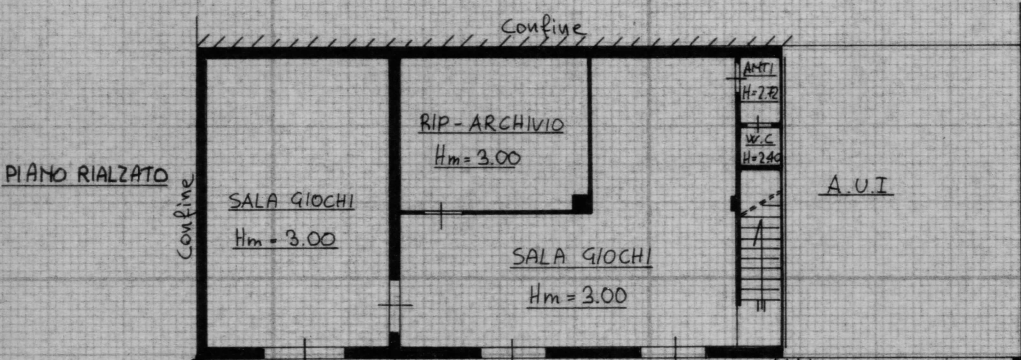 Confine
ANTI
H=2.72
RIP-ARCHIVIO
Hm=3.00
W.C
H=2.40
PIANO RIALZATO
Confine
SALA GIOCHI
Hm=3.00
A.U.I
SALA GIOCHI
Hm=3.00